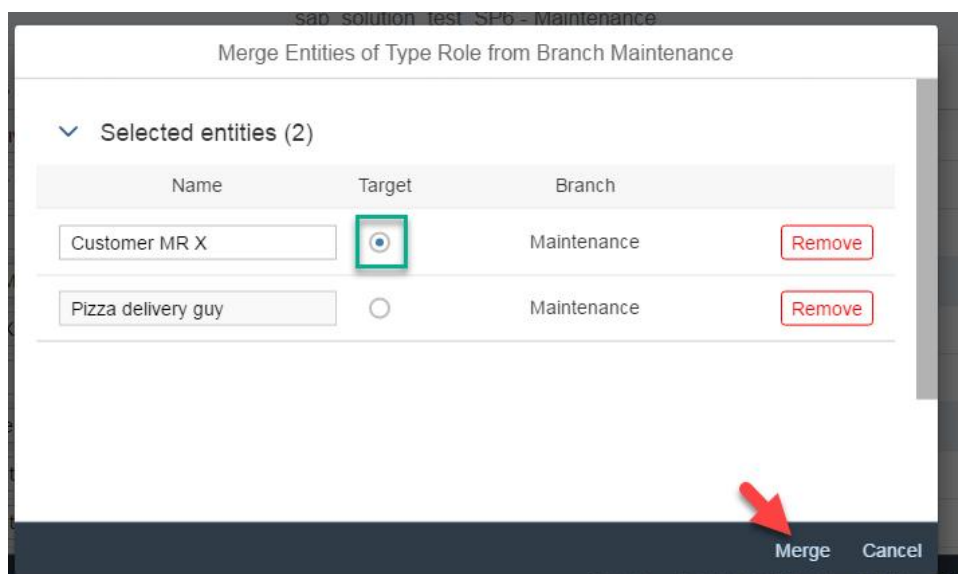 sap_solution_test_SP6 - Maintenance
Merge Entities of Type Role from Branch Maintenance
Selected entities (2)
Name Target Branch
Customer MR X Maintenance Remove
Pizza delivery guy Maintenance Remove
Merge Cancel